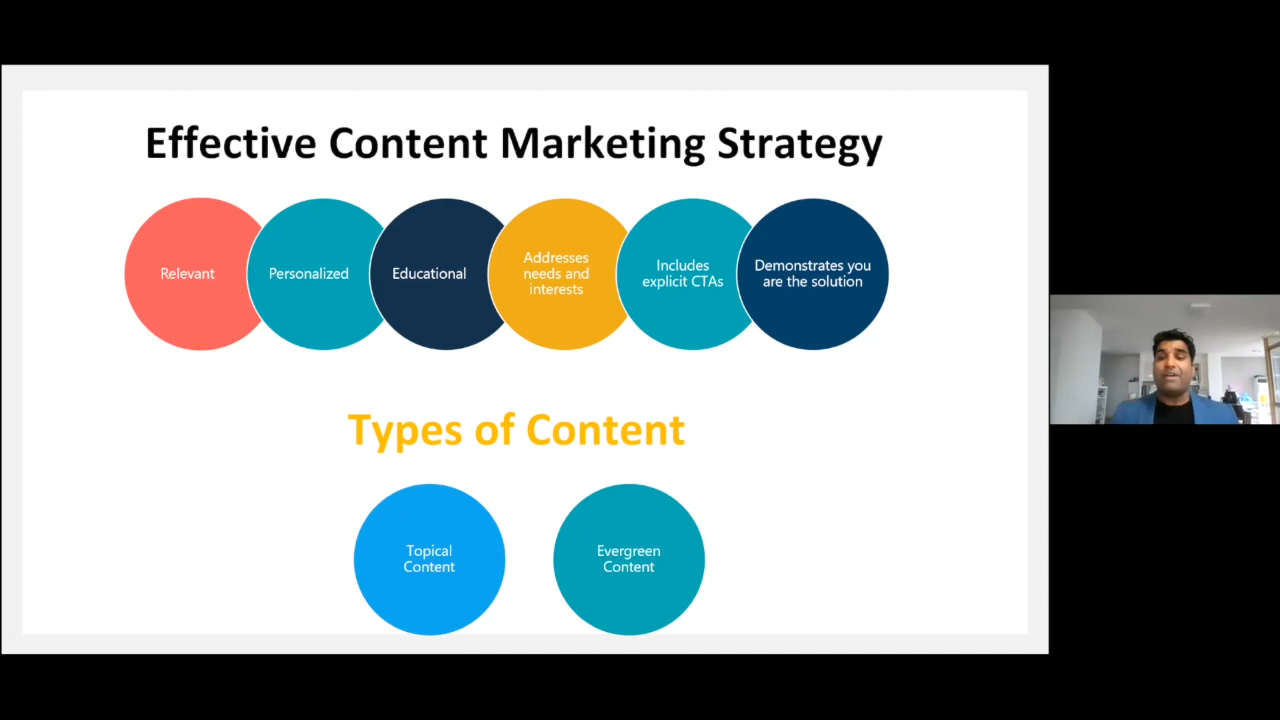 Effective Content Marketing Strategy
Relevant
Personalized
Educational
Addresses
needs and
interests
Includes
explicit CTAs
Demonstrates you
are the solution
Types of Content
Topical
Content
Evergreen
Content